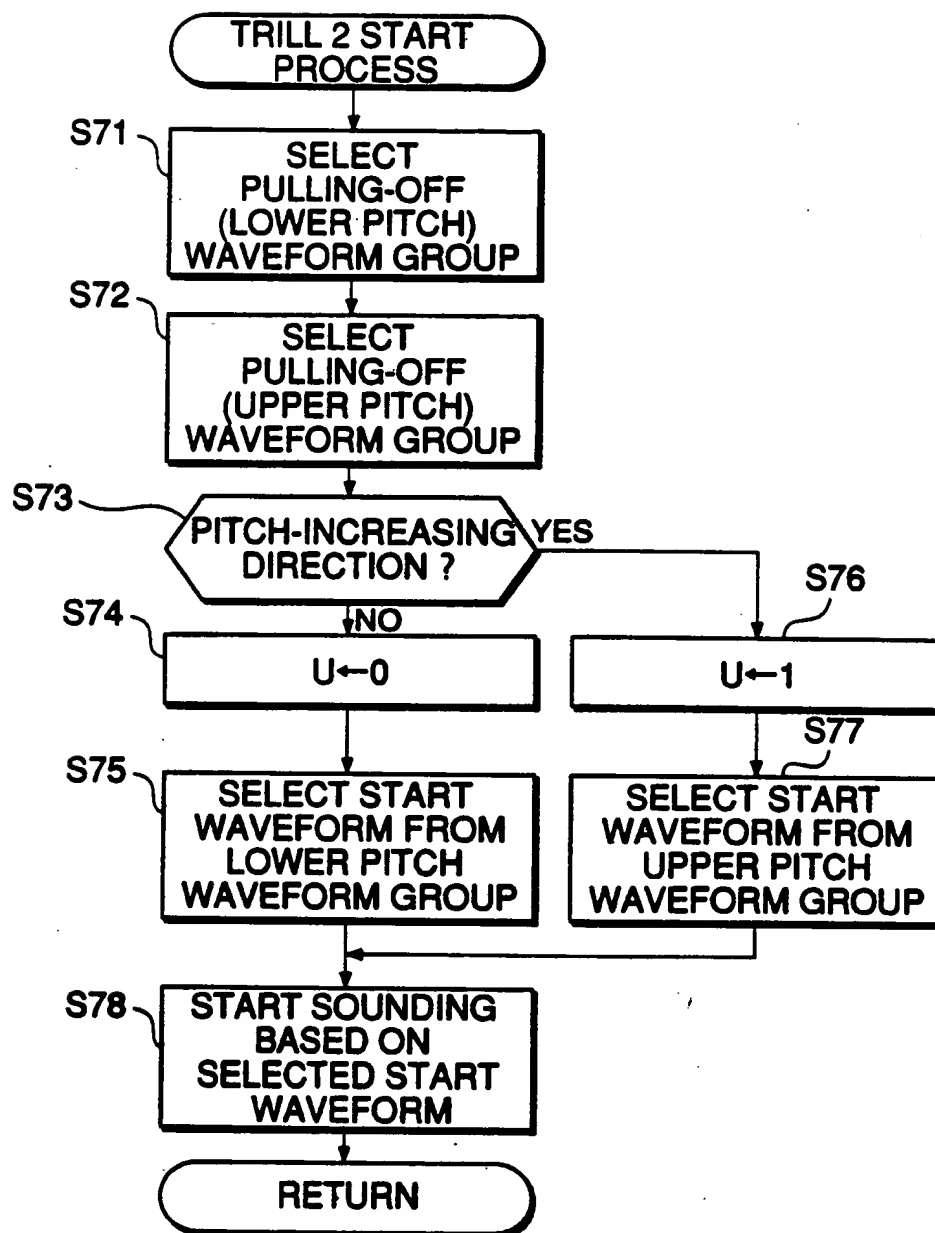 TRILL 2 START
PROCESS
S71
SELECT
PULLING-OFF
(LOWER PITCH)
WAVEFORM GROUP
S72
SELECT
PULLING-OFF
(UPPER PITCH)
WAVEFORM GROUP
S73
PITCH-INCREASING
DIRECTION ?
YES
NO
S74
U←0
S76
U←1
S75
SELECT START
WAVEFORM FROM
LOWER PITCH
WAVEFORM GROUP
S77
SELECT START
WAVEFORM FROM
UPPER PITCH
WAVEFORM GROUP
S78
START SOUNDING
BASED ON
SELECTED START
WAVEFORM
RETURN